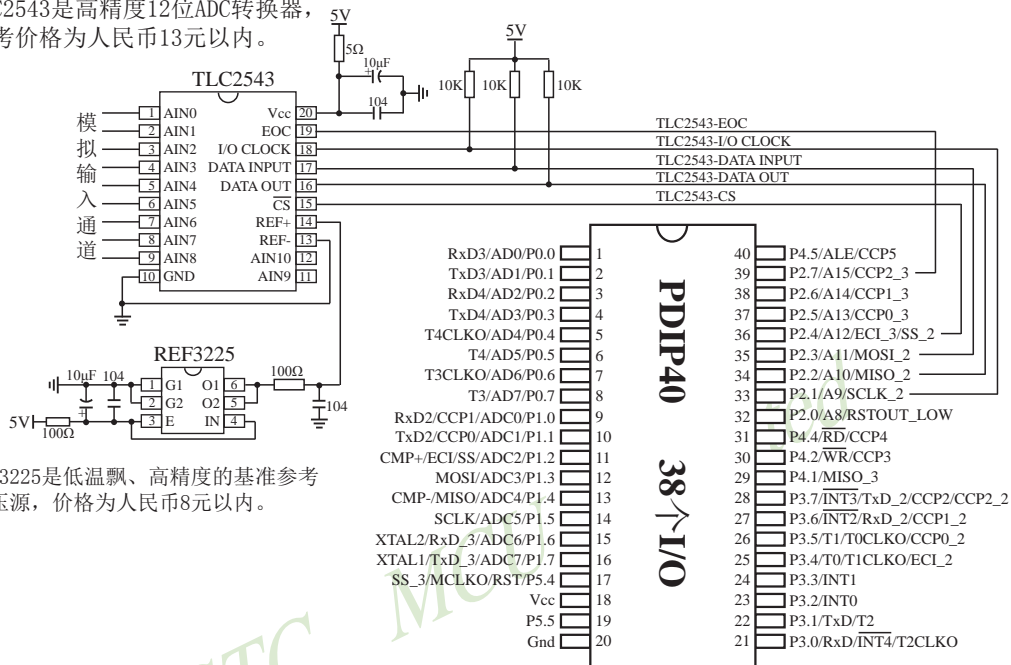 C2543是高精度12位ADC转换器，
考价格为人民币13元以内。
5V
5Ω
10μF
+
104
5V
10K
10K
10K
TLC2543
模拟输入通道
1 AIN0
2 AIN1
3 AIN2
4 AIN3
5 AIN4
6 AIN5
7 AIN6
8 AIN7
9 AIN8
10 GND
Vcc 20
EOC 19
I/O CLOCK 18
DATA INPUT 17
DATA OUT 16
CS 15
REF+ 14
REF- 13
AIN10 12
AIN9 11
TLC2543-EOC
TLC2543-I/O CLOCK
TLC2543-DATA INPUT
TLC2543-DATA OUT
TLC2543-CS
REF3225
10μF
104
1 G1
2 G2
3 E
O1 6
O2 5
IN 4
100Ω
104
+
5V
100Ω
3225是低温飘、高精度的基准参考
压源，价格为人民币8元以内。
PDIP40
38个I/O
RxD3/AD0/P0.0 1
TxD3/AD1/P0.1 2
RxD4/AD2/P0.2 3
TxD4/AD3/P0.3 4
T4CLKO/AD4/P0.4 5
T4/AD5/P0.5 6
T3CLKO/AD6/P0.6 7
T3/AD7/P0.7 8
RxD2/CCP1/ADC0/P1.0 9
TxD2/CCP0/ADC1/P1.1 10
CMP+/ECI/SS/ADC2/P1.2 11
MOSI/ADC3/P1.3 12
CMP-/MISO/ADC4/P1.4 13
SCLK/ADC5/P1.5 14
XTAL2/RxD_3/ADC6/P1.6 15
XTAL1/TxD_3/ADC7/P1.7 16
SS_3/MCLKO/RST/P5.4 17
Vcc 18
P5.5 19
Gnd 20
40 P4.5/ALE/CCP5
39 P2.7/A15/CCP2_3
38 P2.6/A14/CCP1_3
37 P2.5/A13/CCP0_3
36 P2.4/A12/ECI_3/SS_2
35 P2.3/A11/MOSI_2
34 P2.2/A10/MISO_2
33 P2.1/A9/SCLK_2
32 P2.0/A8/RSTOUT_LOW
31 P4.4/RD/CCP4
30 P4.2/WR/CCP3
29 P4.1/MISO_3
28 P3.7/INT3/TxD_2/CCP2/CCP2_2
27 P3.6/INT2/RxD_2/CCP1_2
26 P3.5/T1/T0CLKO/CCP0_2
25 P3.4/T0/T1CLKO/ECI_2
24 P3.3/INT1
23 P3.2/INT0
22 P3.1/TxD/T2
21 P3.0/RxD/INT4/T2CLKO
MCU